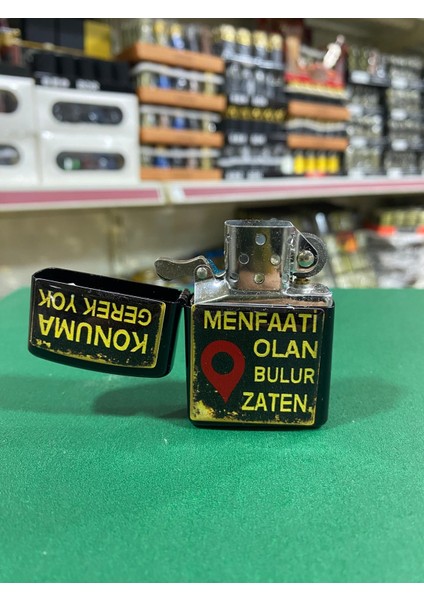 KONUMA
GEREK YOK
MENFAATİ
OLAN
BULUR
ZATEN.